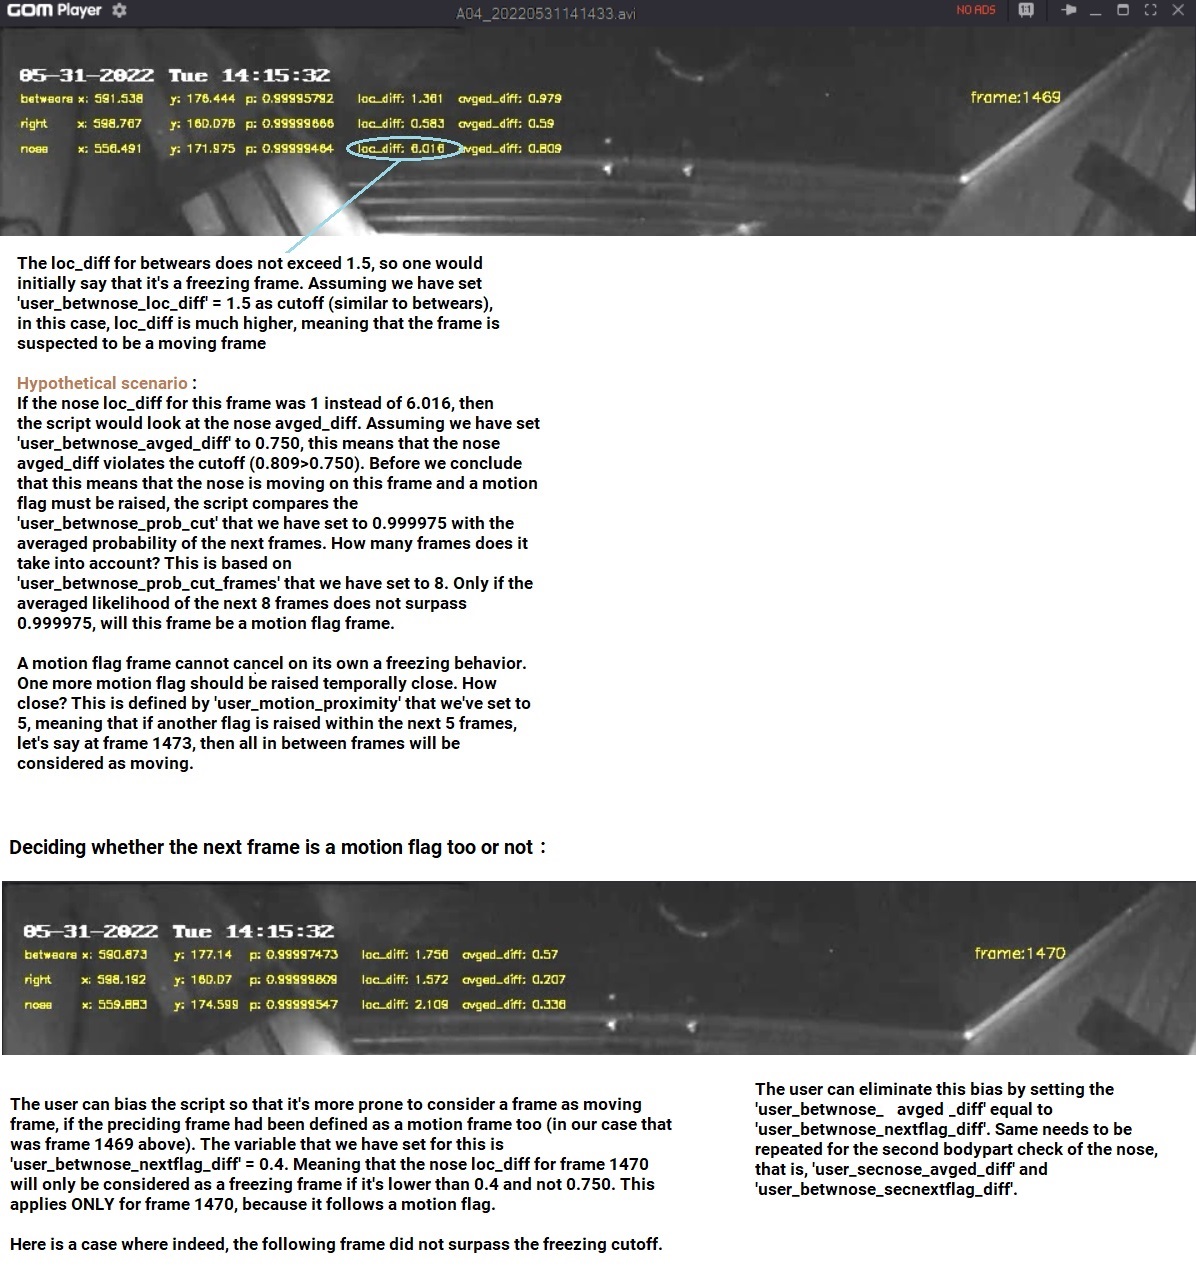 GOM Player
A04_20220531141433.avi
NO ADS
05-31-2022 Tue 14:15:32
betwears x: 591.538 y: 176.444 p: 0.99995792 loc_diff: 1.361 avged_diff: 0.979
frame:1469
right x: 598.767 y: 160.076 p: 0.99999666 loc_diff: 0.583 avged_diff: 0.59
nose x: 556.491 y: 171.975 p: 0.99999464 loc_diff: 6.016 avged_diff: 0.809
The loc_diff for betwears does not exceed 1.5, so one would
initially say that it's a freezing frame. Assuming we have set
'user_betwnose_loc_diff' = 1.5 as cutoff (similar to betwears),
in this case, loc_diff is much higher, meaning that the frame is
suspected to be a moving frame
Hypothetical scenario :
If the nose loc_diff for this frame was 1 instead of 6.016, then
the script would look at the nose avged_diff. Assuming we have set
'user_betwnose_avged_diff' to 0.750, this means that the nose
avged_diff violates the cutoff (0.809>0.750). Before we conclude
that this means that the nose is moving on this frame and a motion
flag must be raised, the script compares the
'user_betwnose_prob_cut' that we have set to 0.999975 with the
averaged probability of the next frames. How many frames does it
take into account? This is based on
'user_betwnose_prob_cut_frames' that we have set to 8. Only if the
averaged likelihood of the next 8 frames does not surpass
0.999975, will this frame be a motion flag frame.
A motion flag frame cannot cancel on its own a freezing behavior.
One more motion flag should be raised temporally close. How
close? This is defined by 'user_motion_proximity' that we've set to
5, meaning that if another flag is raised within the next 5 frames,
let's say at frame 1473, then all in between frames will be
considered as moving.
Deciding whether the next frame is a motion flag too or not :
05-31-2022 Tue 14:15:32
betwears x: 590.873 y: 177.14 p: 0.99997473 loc_diff: 1.756 avged_diff: 0.57
frame:1470
right x: 598.192 y: 160.07 p: 0.99999809 loc_diff: 1.572 avged_diff: 0.207
nose x: 559.883 y: 174.599 p: 0.99999547 loc_diff: 2.109 avged_diff: 0.336
The user can bias the script so that it's more prone to consider a frame as moving
frame, if the preciding frame had been defined as a motion frame too (in our case that
was frame 1469 above). The variable that we have set for this is
'user_betwnose_nextflag_diff' = 0.4. Meaning that the nose loc_diff for frame 1470
will only be considered as a freezing frame if it's lower than 0.4 and not 0.750. This
applies ONLY for frame 1470, because it follows a motion flag.
Here is a case where indeed, the following frame did not surpass the freezing cutoff.
The user can eliminate this bias by setting the
'user_betwnose_ avged _diff' equal to
'user_betwnose_nextflag_diff'. Same needs to be
repeated for the second bodypart check of the nose,
that is, 'user_secnose_avged_diff' and
'user_betwnose_secnextflag_diff'.